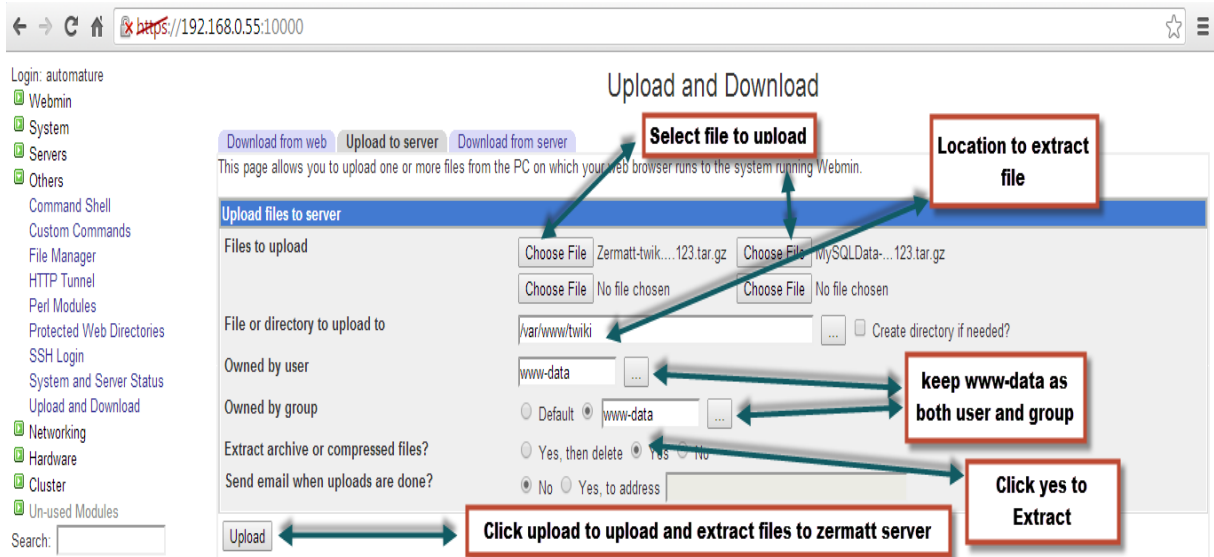 https://192.168.0.55:10000
Login: automature
Webmin
System
Servers
Others
Command Shell
Custom Commands
File Manager
HTTP Tunnel
Perl Modules
Protected Web Directories
SSH Login
System and Server Status
Upload and Download
Networking
Hardware
Cluster
Un-used Modules
Search:
Upload and Download
Download from web Upload to server Download from server
Select file to upload
Location to extract
file
This page allows you to upload one or more files from the PC on which your web browser runs to the system running Webmin.
Upload files to server
Files to upload
Choose File Zermatt-twik....123.tar.gz Choose File MySQLData-...123.tar.gz
Choose File No file chosen Choose File No file chosen
File or directory to upload to /var/www/twiki ... Create directory if needed?
Owned by user www-data ...
Owned by group Default www-data ...
keep www-data as
both user and group
Extract archive or compressed files? Yes, then delete Yes No
Send email when uploads are done? No Yes, to address
Click yes to
Extract
Upload
Click upload to upload and extract files to zermatt server